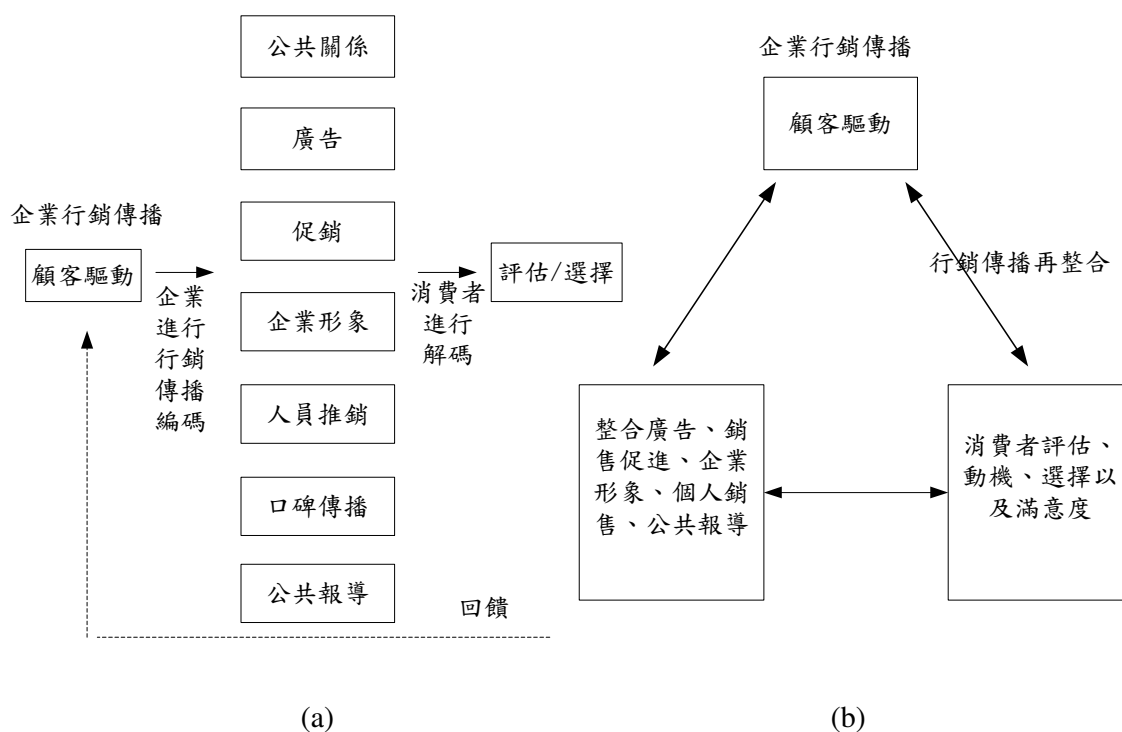 企業行銷傳播
顧客驅動
企業
進行
行銷
傳播
編碼
公共關係
廣告
促銷
企業形象
人員推銷
口碑傳播
公共報導
消費者
進行
解碼
評估/選擇
回饋
(a)
企業行銷傳播
顧客驅動
行銷傳播再整合
整合廣告、銷
售促進、企業
形象、個人銷
售、公共報導
消費者評估、
動機、選擇以
及滿意度
(b)